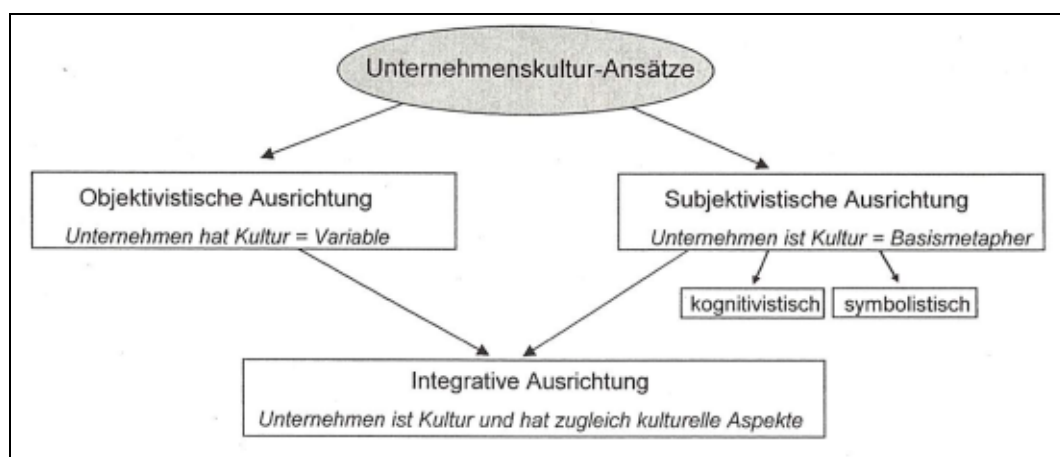 Unternehmenskultur-Ansätze
Objektivistische Ausrichtung
Unternehmen hat Kultur = Variable
Subjektivistische Ausrichtung
Unternehmen ist Kultur = Basismetapher
kognitivistisch
symbolistisch
Integrative Ausrichtung
Unternehmen ist Kultur und hat zugleich kulturelle Aspekte